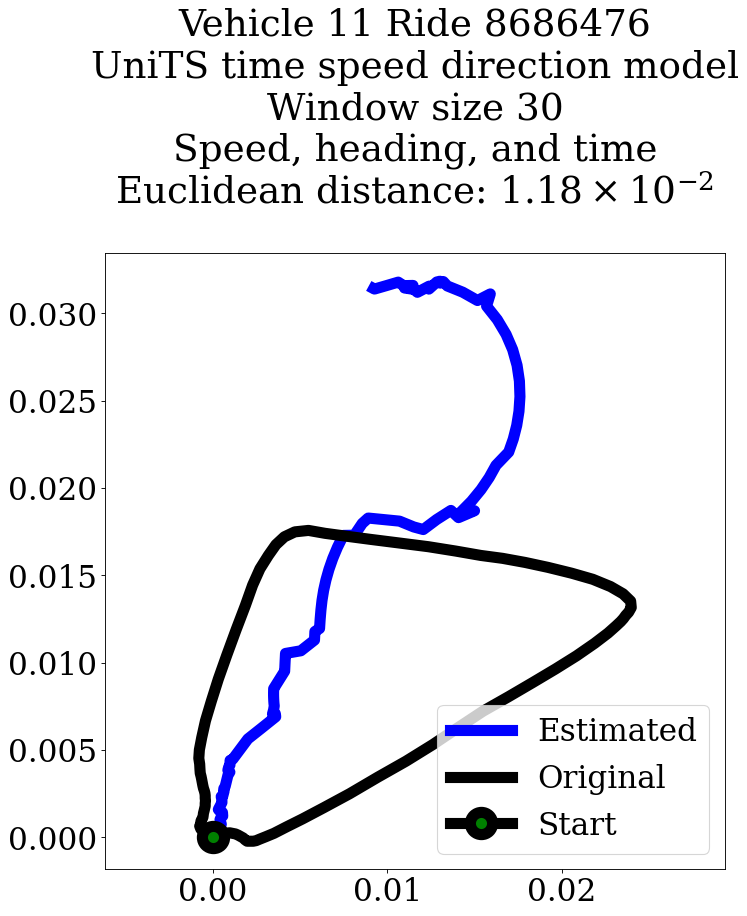 Vehicle 11 Ride 8686476
UniTS time speed direction model
Window size 30
Speed, heading, and time
Euclidean distance: 1.18 × 10⁻²
0.030
0.025
0.020
0.015
0.010
0.005
0.000
Estimated
Original
Start
0.00 0.01 0.02